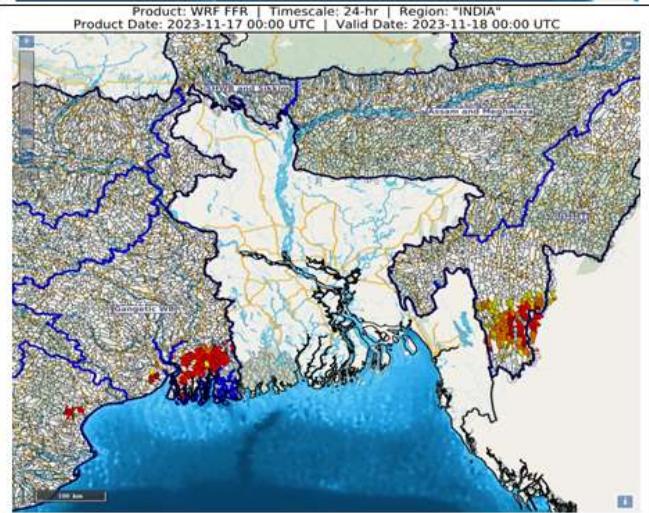 Product: WRF FFR | Timescale: 24-hr | Region: "INDIA"
Product Date: 2023-11-17 00:00 UTC | Valid Date: 2023-11-18 00:00 UTC
and Sikkim
Assam and Meghalaya
Gangetic WB
100 km